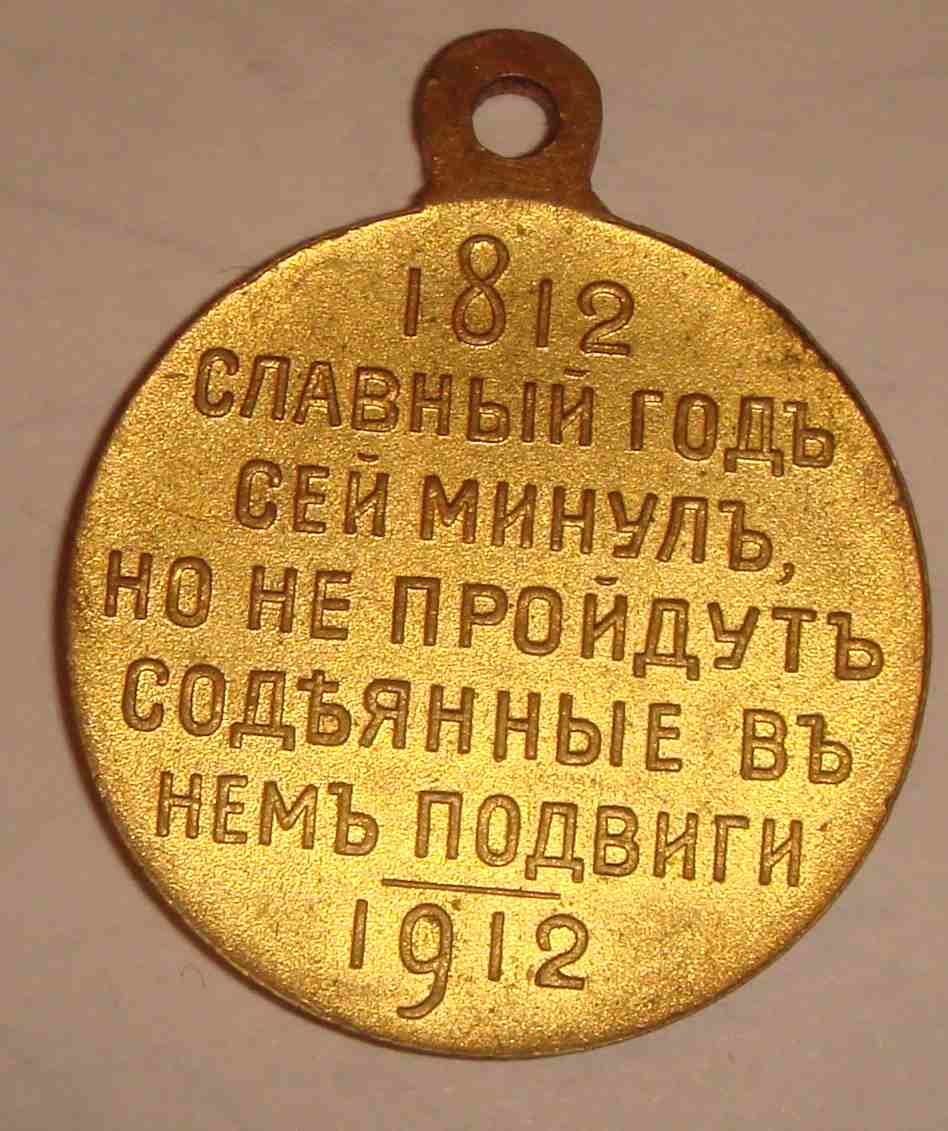 1812
СЛАВНЫЙ ГОДЪ
СЕЙ МИНУЛЪ,
НО НЕ ПРОЙДУТЪ
СОДѢЯННЫЕ ВЪ
НЕМЪ ПОДВИГИ
1912